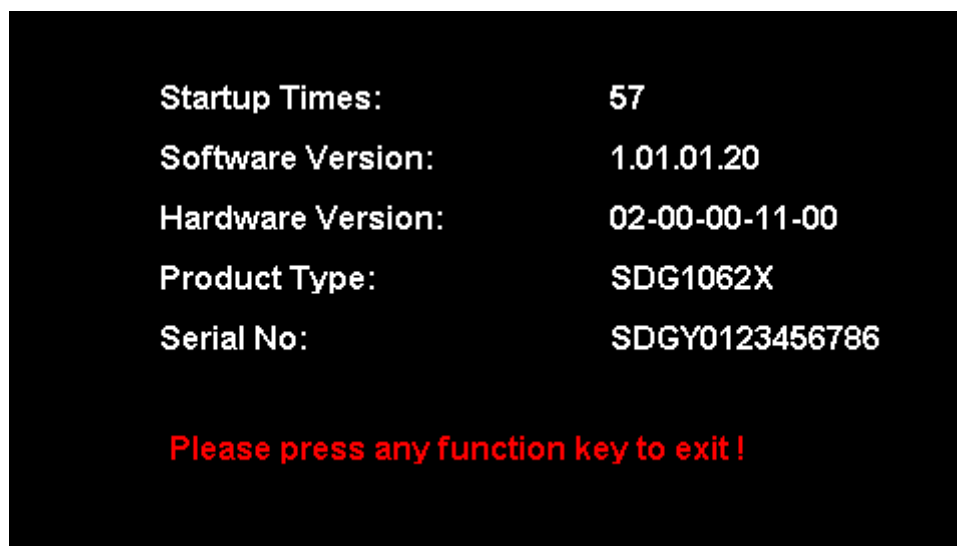 Startup Times: 57
Software Version: 1.01.01.20
Hardware Version: 02-00-00-11-00
Product Type: SDG1062X
Serial No: SDGY0123456786
Please press any function key to exit !